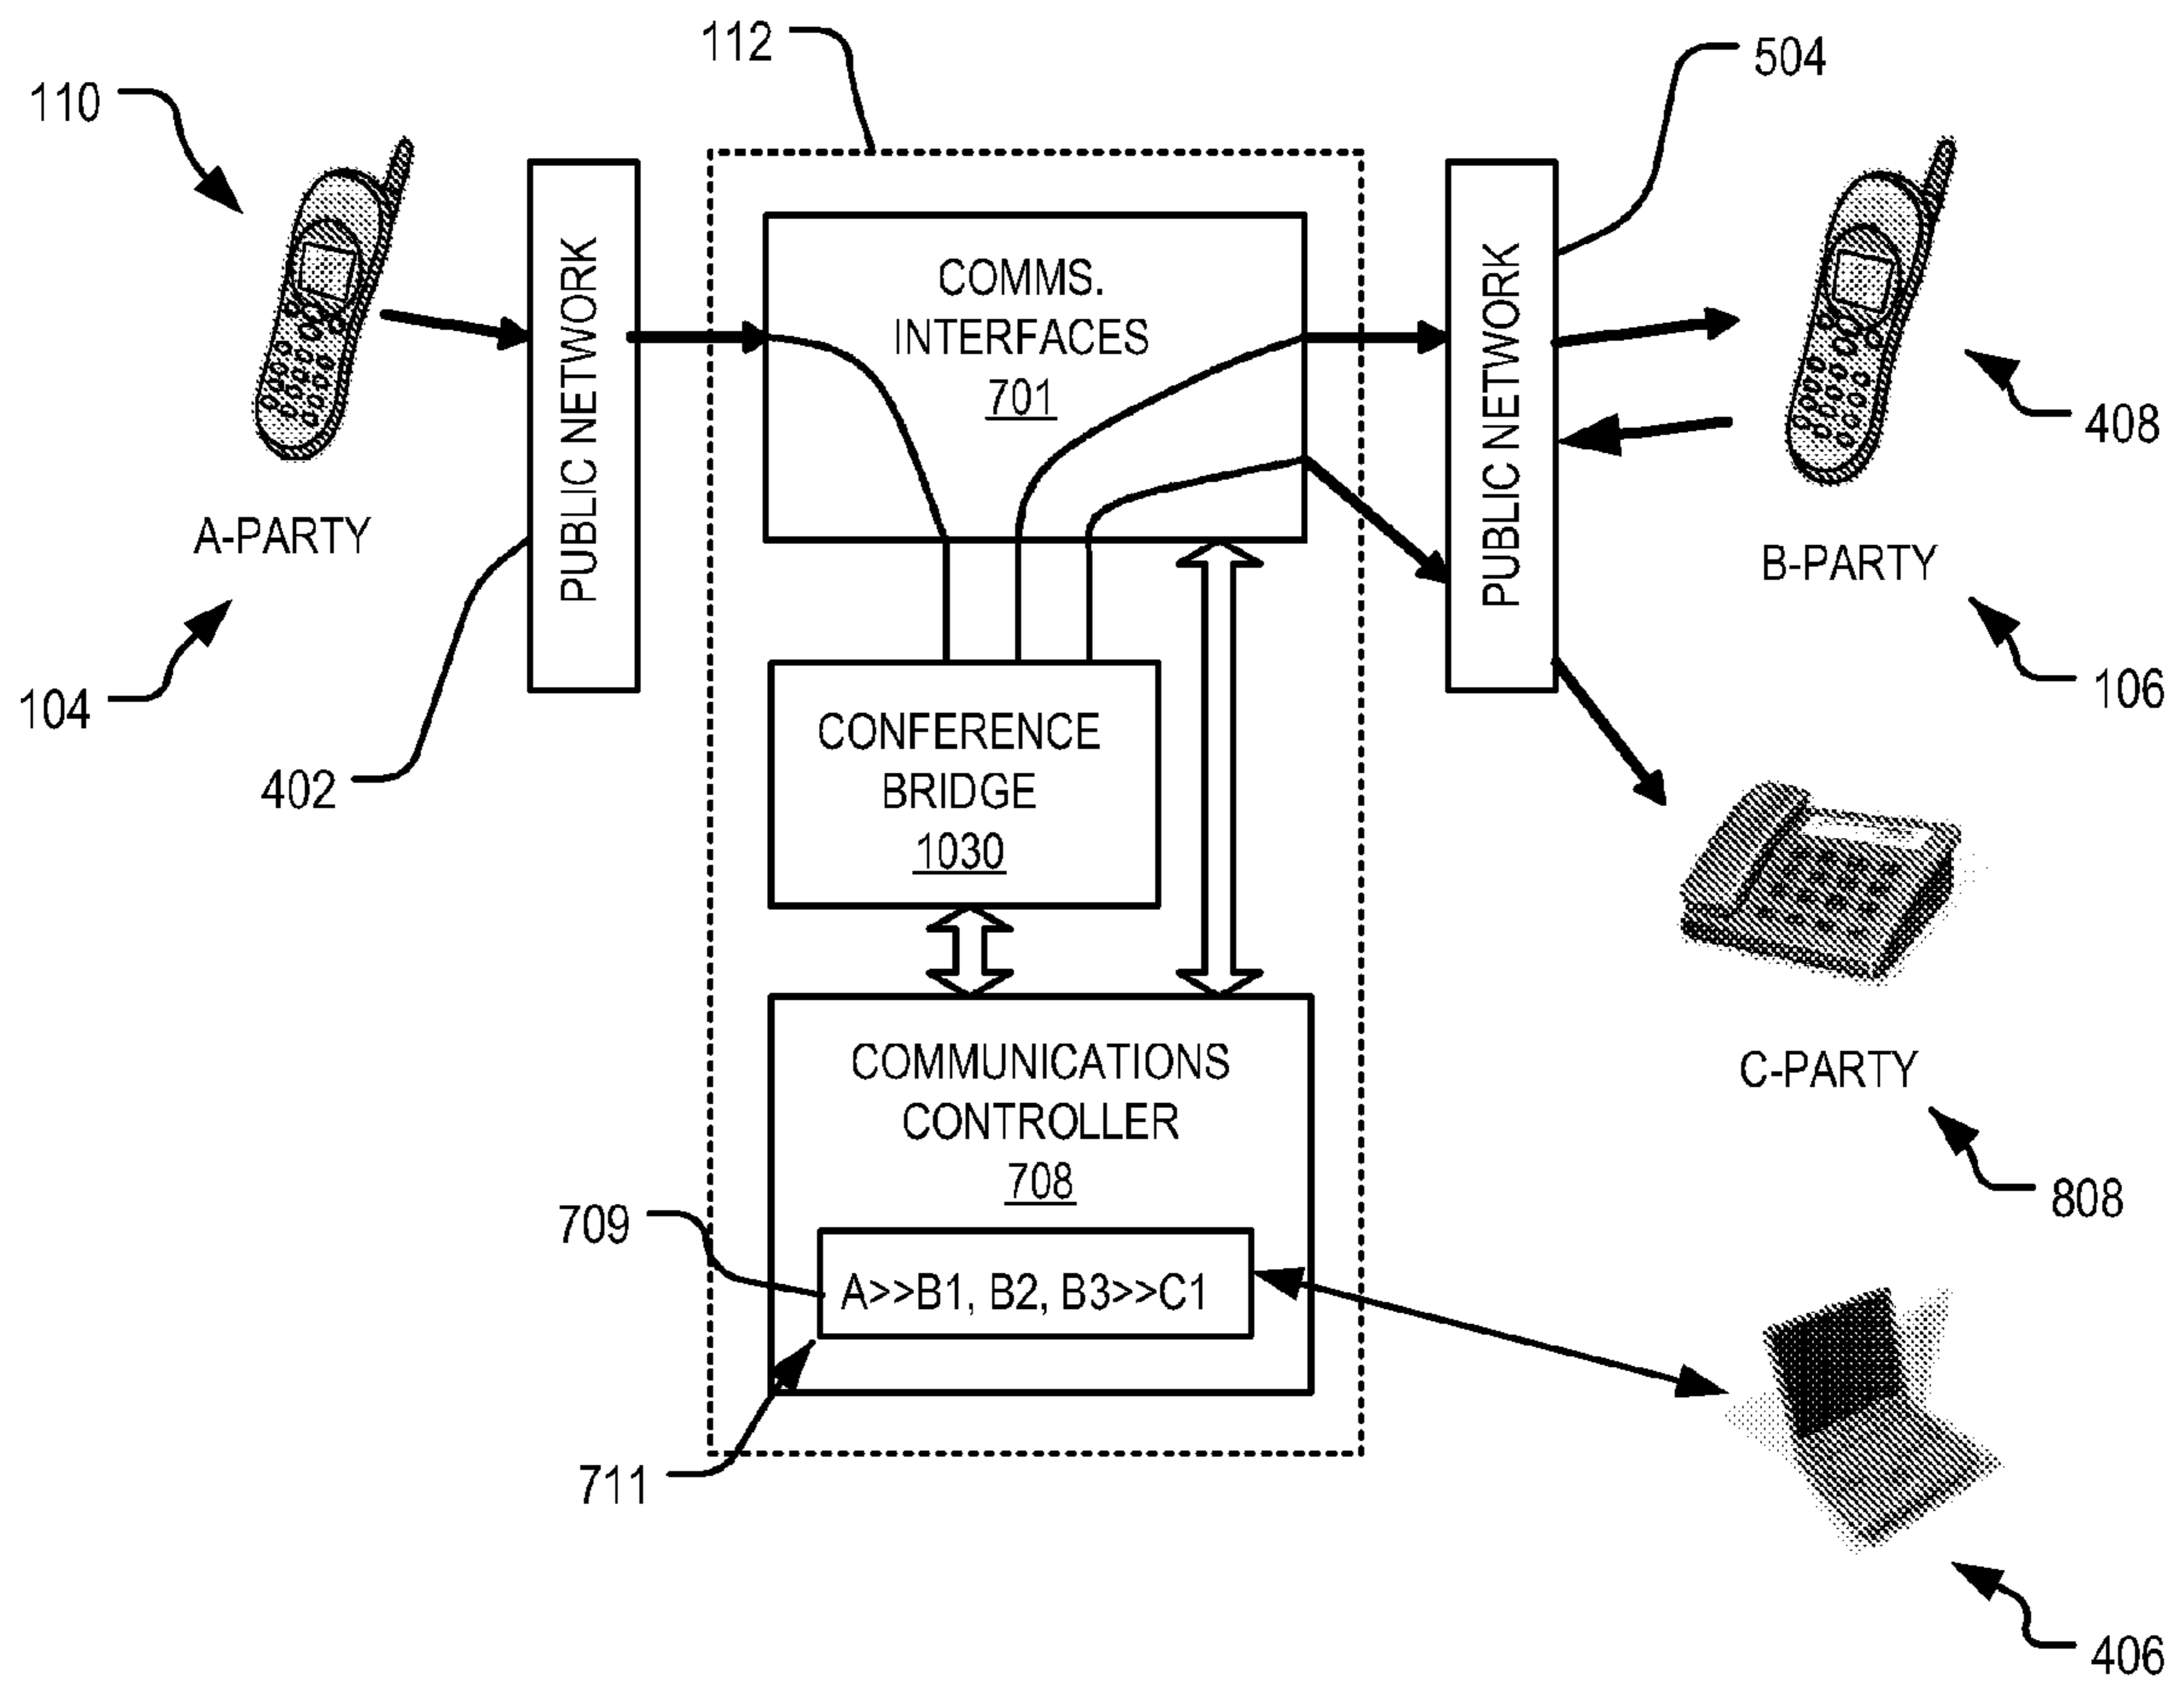 112
504
110
COMMS.
INTERFACES
701
PUBLIC NETWORK
PUBLIC NETWORK
408
A-PARTY
B-PARTY
104
106
402
CONFERENCE
BRIDGE
1030
COMMUNICATIONS
CONTROLLER
708
C-PARTY
808
709
A>>B1, B2, B3>>C1
711
406